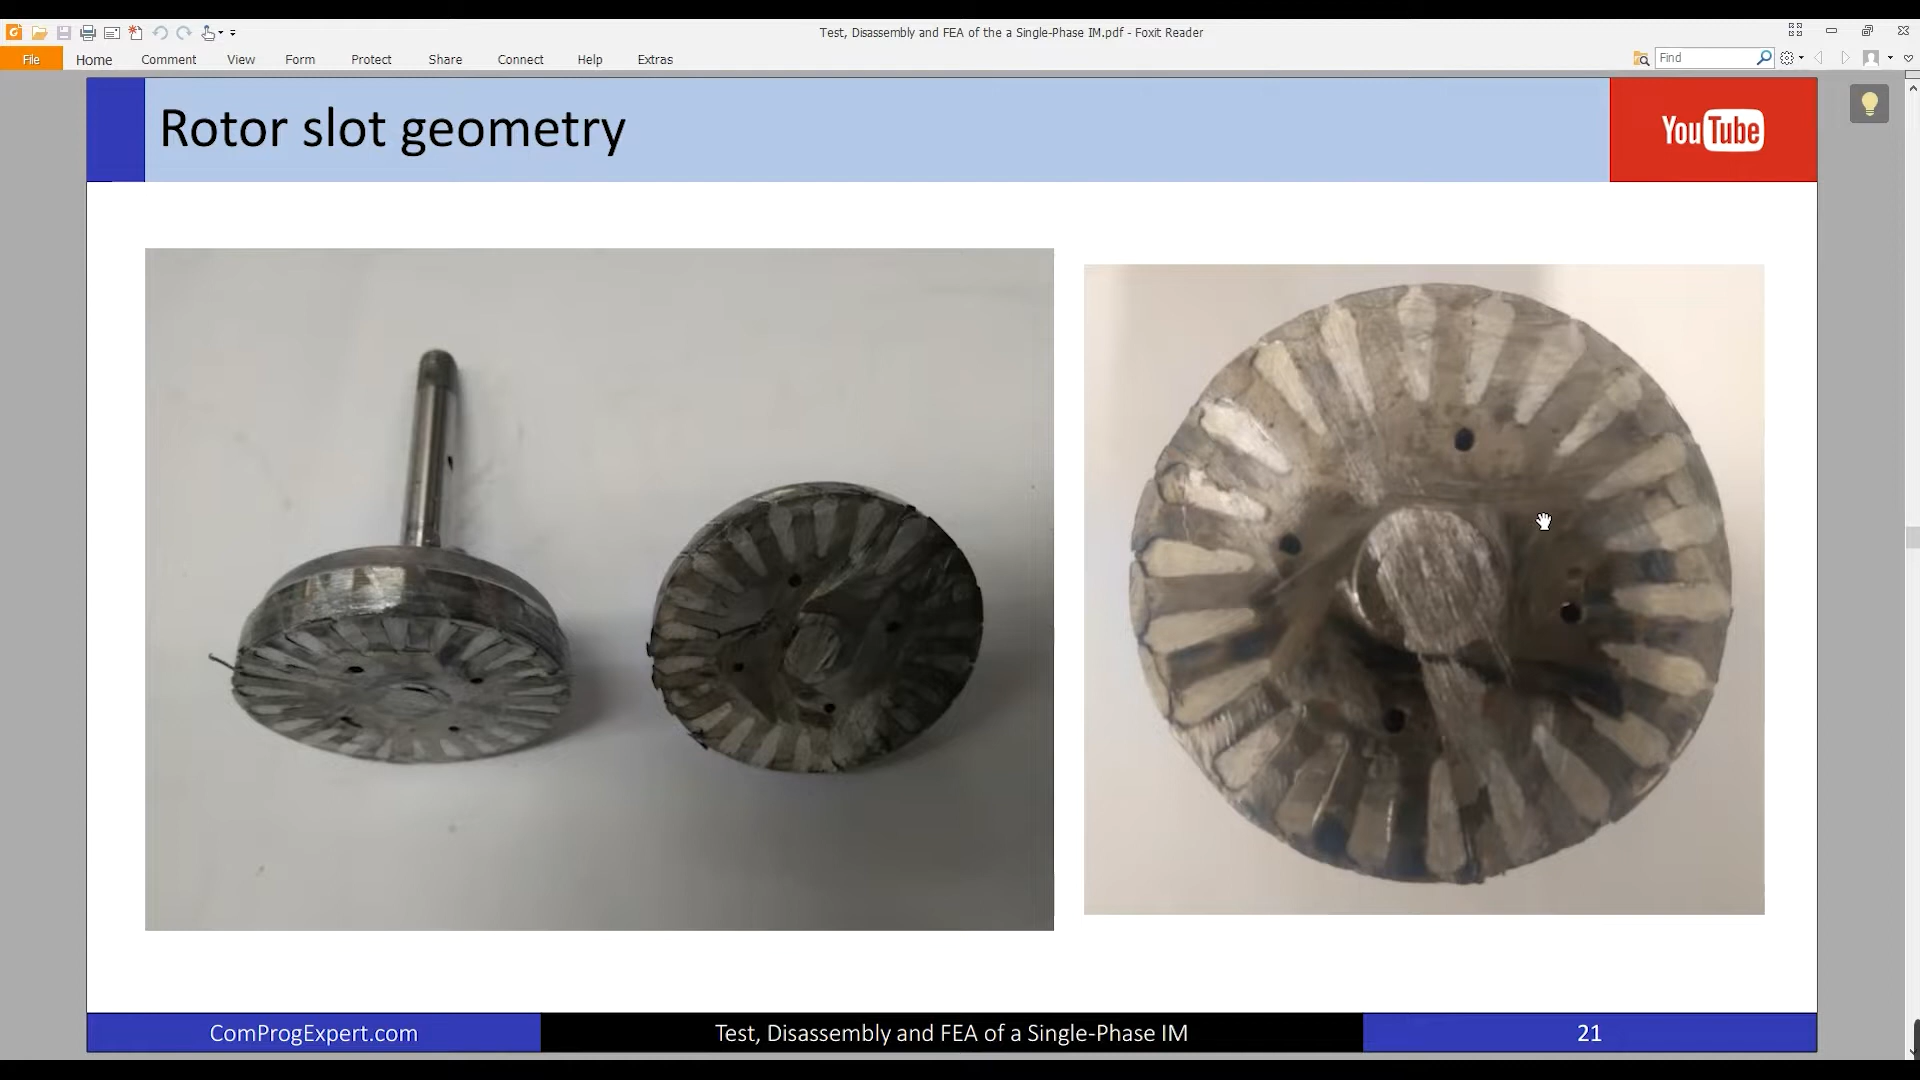 Test, Disassembly and FEA of the a Single-Phase IM.pdf - Foxit Reader
File Home Comment View Form Protect Share Connect Help Extras Find
Rotor slot geometry
YouTube
ComProgExpert.com Test, Disassembly and FEA of a Single-Phase IM 21